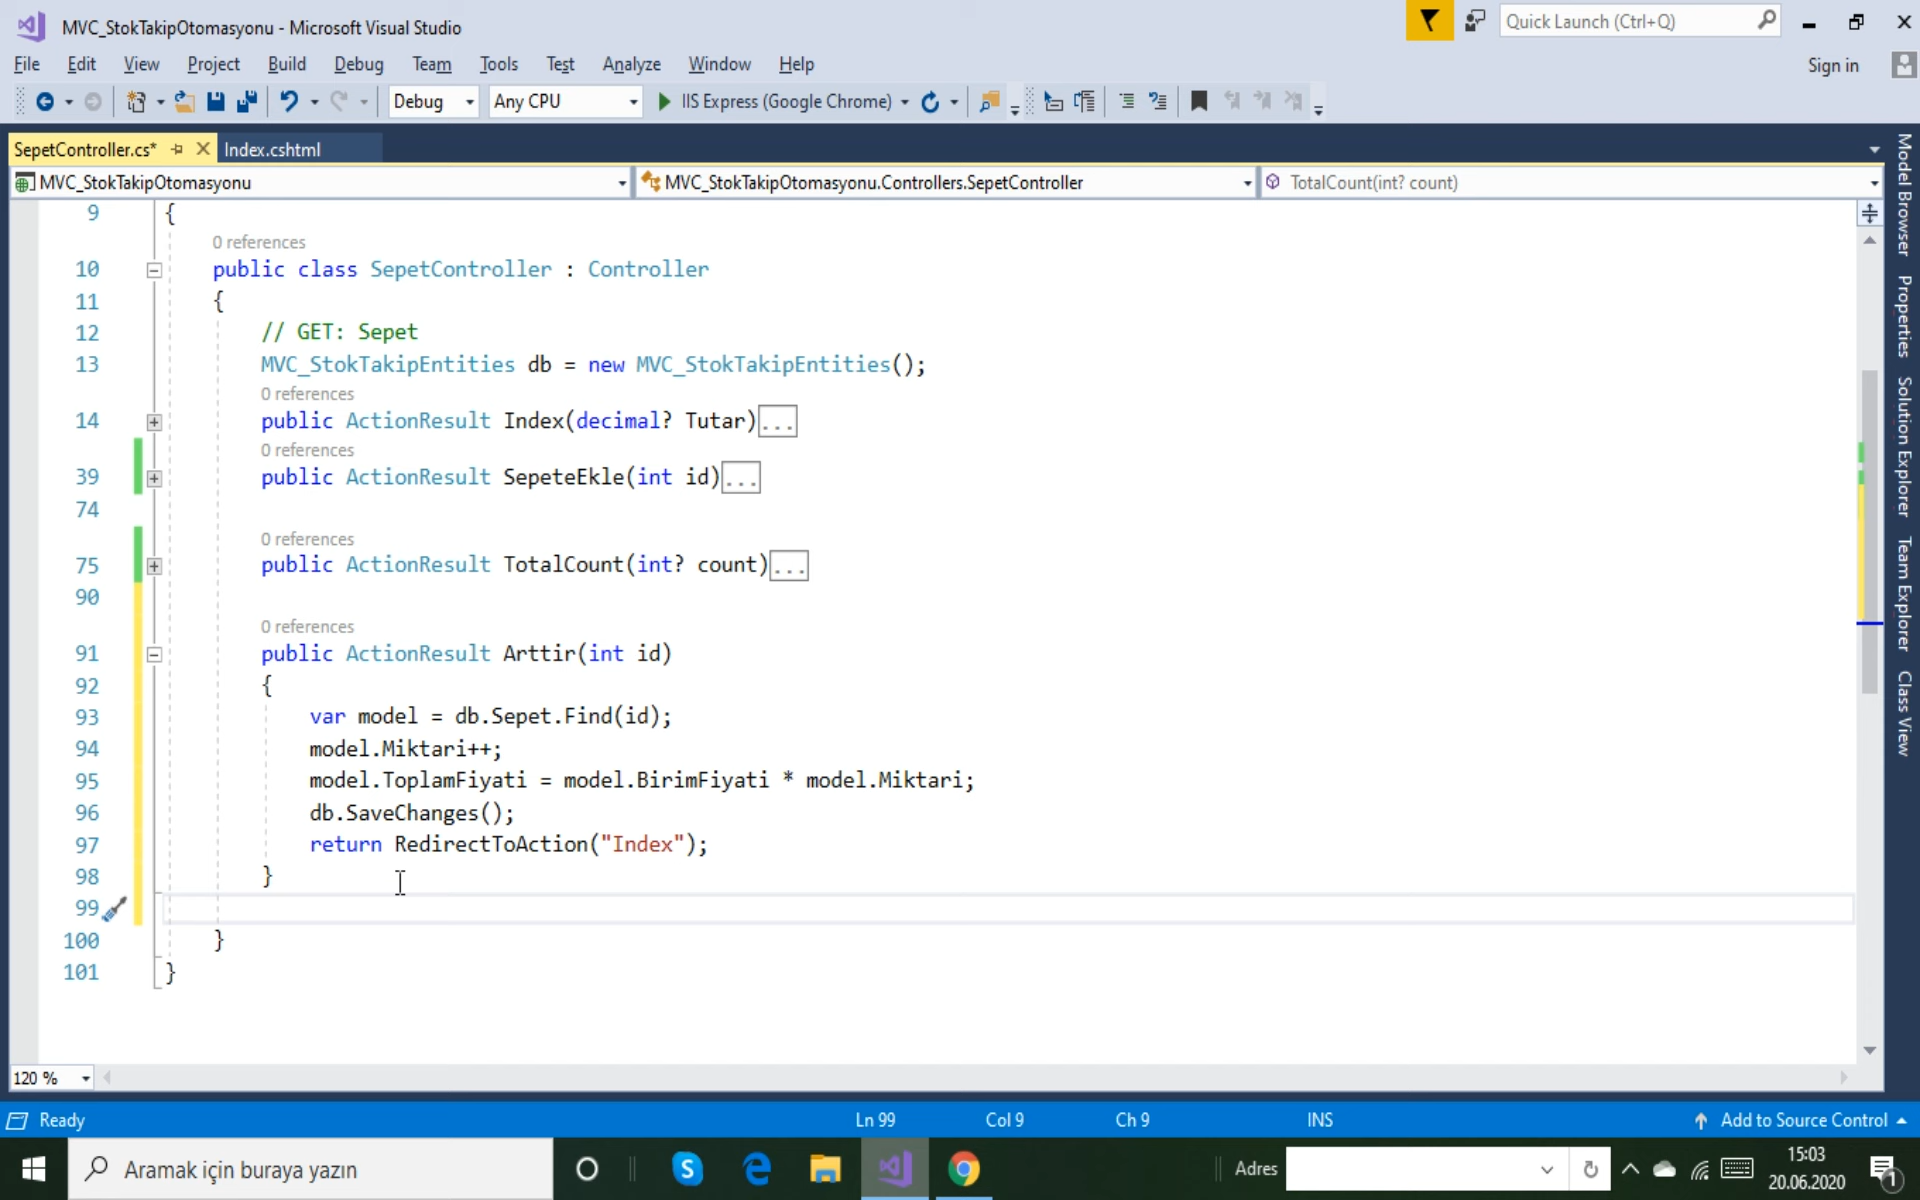 MVC_StokTakipOtomasyonu - Microsoft Visual Studio
Quick Launch (Ctrl+Q)
File Edit View Project Build Debug Team Tools Test Analyze Window Help
Sign in
Debug Any CPU IIS Express (Google Chrome)
SepetController.cs* Index.cshtml
MVC_StokTakipOtomasyonu MVC_StokTakipOtomasyonu.Controllers.SepetController TotalCount(int? count)
9 {
0 references
10 public class SepetController : Controller
11 {
12 // GET: Sepet
13 MVC_StokTakipEntities db = new MVC_StokTakipEntities();
0 references
14 public ActionResult Index(decimal? Tutar)...
0 references
39 public ActionResult SepeteEkle(int id)...
74
0 references
75 public ActionResult TotalCount(int? count)...
90
0 references
91 public ActionResult Arttir(int id)
92 {
93 var model = db.Sepet.Find(id);
94 model.Miktari++;
95 model.ToplamFiyati = model.BirimFiyati * model.Miktari;
96 db.SaveChanges();
97 return RedirectToAction("Index");
98 }
99
100 }
101 }
Model Browser
Properties
Solution Explorer
Team Explorer
Class View
120 %
Ready Ln 99 Col 9 Ch 9 INS Add to Source Control
Aramak için buraya yazın
Adres
15:03
20.06.2020
1